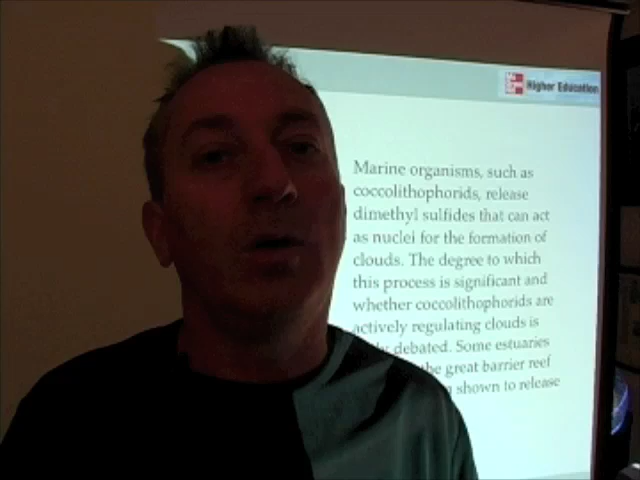 Higher Education
Marine organisms, such as
coccolithophorids, release
dimethyl sulfides that can act
as nuclei for the formation of
clouds. The degree to which
this process is significant and
whether coccolithophorids are
actively regulating clouds is
debated. Some estuaries
the great barrier reef
shown to release